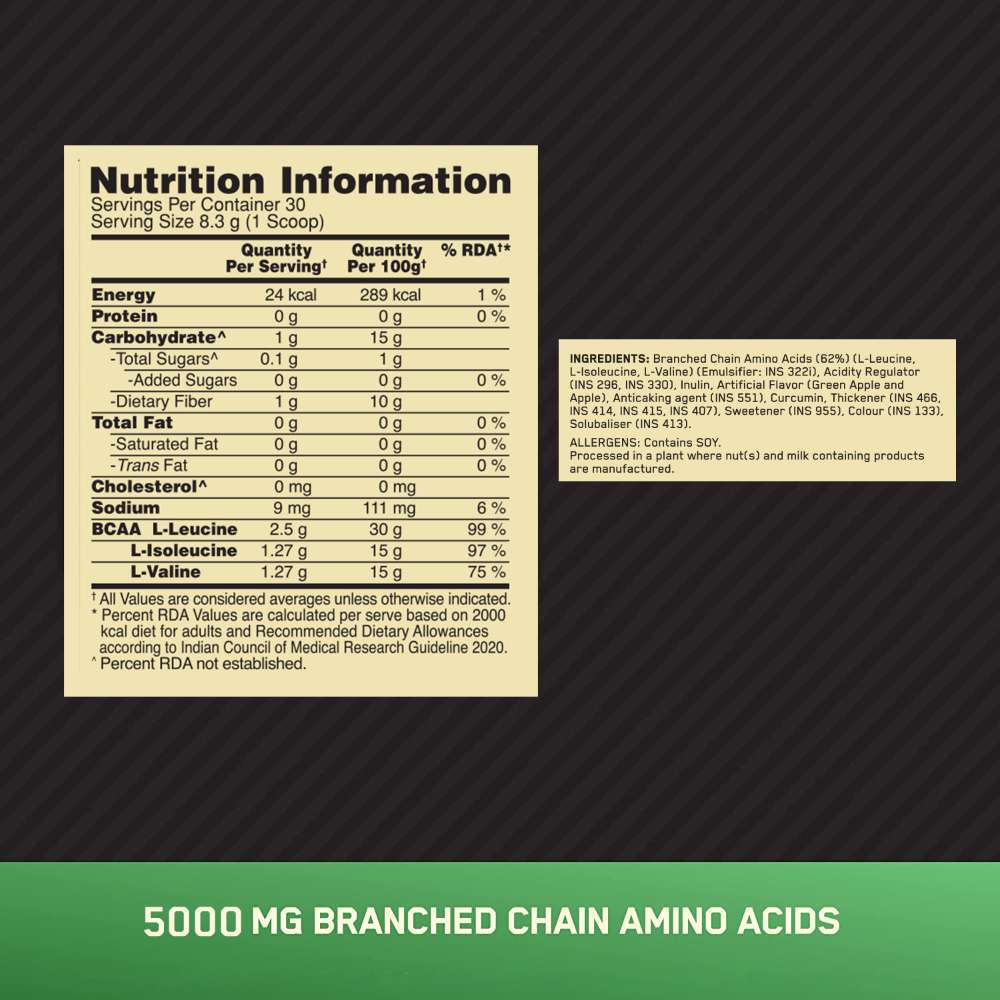 Nutrition Information
Servings Per Container 30
Serving Size 8.3 g (1 Scoop)
Quantity Per Serving† Quantity Per 100g† % RDA†*
Energy 24 kcal 289 kcal 1 %
Protein 0 g 0 g 0 %
Carbohydrate^ 1 g 15 g
-Total Sugars^ 0.1 g 1 g
-Added Sugars 0 g 0 g 0 %
-Dietary Fiber 1 g 10 g
Total Fat 0 g 0 g 0 %
-Saturated Fat 0 g 0 g 0 %
-Trans Fat 0 g 0 g 0 %
Cholesterol^ 0 mg 0 mg
Sodium 9 mg 111 mg 6 %
BCAA L-Leucine 2.5 g 30 g 99 %
L-Isoleucine 1.27 g 15 g 97 %
L-Valine 1.27 g 15 g 75 %
† All Values are considered averages unless otherwise indicated.
* Percent RDA Values are calculated per serve based on 2000
kcal diet for adults and Recommended Dietary Allowances
according to Indian Council of Medical Research Guideline 2020.
^ Percent RDA not established.
INGREDIENTS: Branched Chain Amino Acids (62%) (L-Leucine,
L-Isoleucine, L-Valine) (Emulsifier: INS 322i), Acidity Regulator
(INS 296, INS 330), Inulin, Artificial Flavor (Green Apple and
Apple), Anticaking agent (INS 551), Curcumin, Thickener (INS 466,
INS 414, INS 415, INS 407), Sweetener (INS 955), Colour (INS 133),
Solubaliser (INS 413).
ALLERGENS: Contains SOY.
Processed in a plant where nut(s) and milk containing products
are manufactured.
5000 MG BRANCHED CHAIN AMINO ACIDS